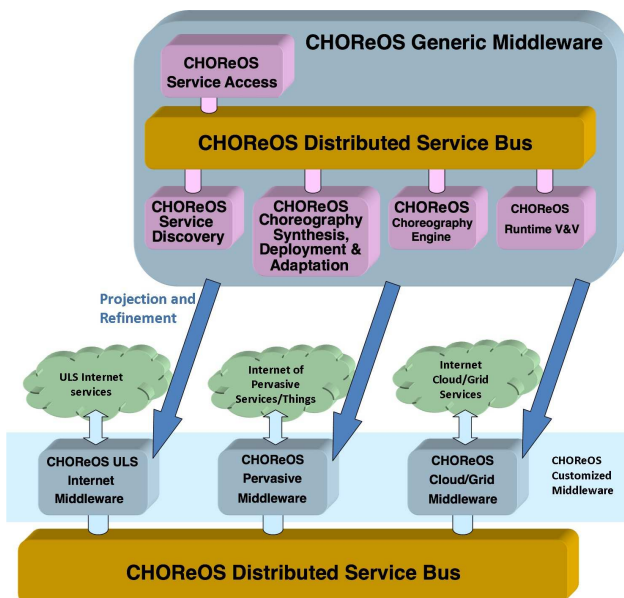 CHOReOS Generic Middleware
CHOReOS
Service Access
CHOReOS Distributed Service Bus
CHOReOS
Service
Discovery
CHOReOS
Choreography
Synthesis,
Deployment &
Adaptation
CHOReOS
Choreography
Engine
CHOReOS
Runtime V&V
Projection and
Refinement
ULS Internet
services
Internet of
Pervasive
Services/Things
Internet
Cloud/Grid
Services
CHOReOS ULS
Internet
Middleware
CHOReOS
Pervasive
Middleware
CHOReOS
Cloud/Grid
Middleware
CHOReOS
Customized
Middleware
CHOReOS Distributed Service Bus